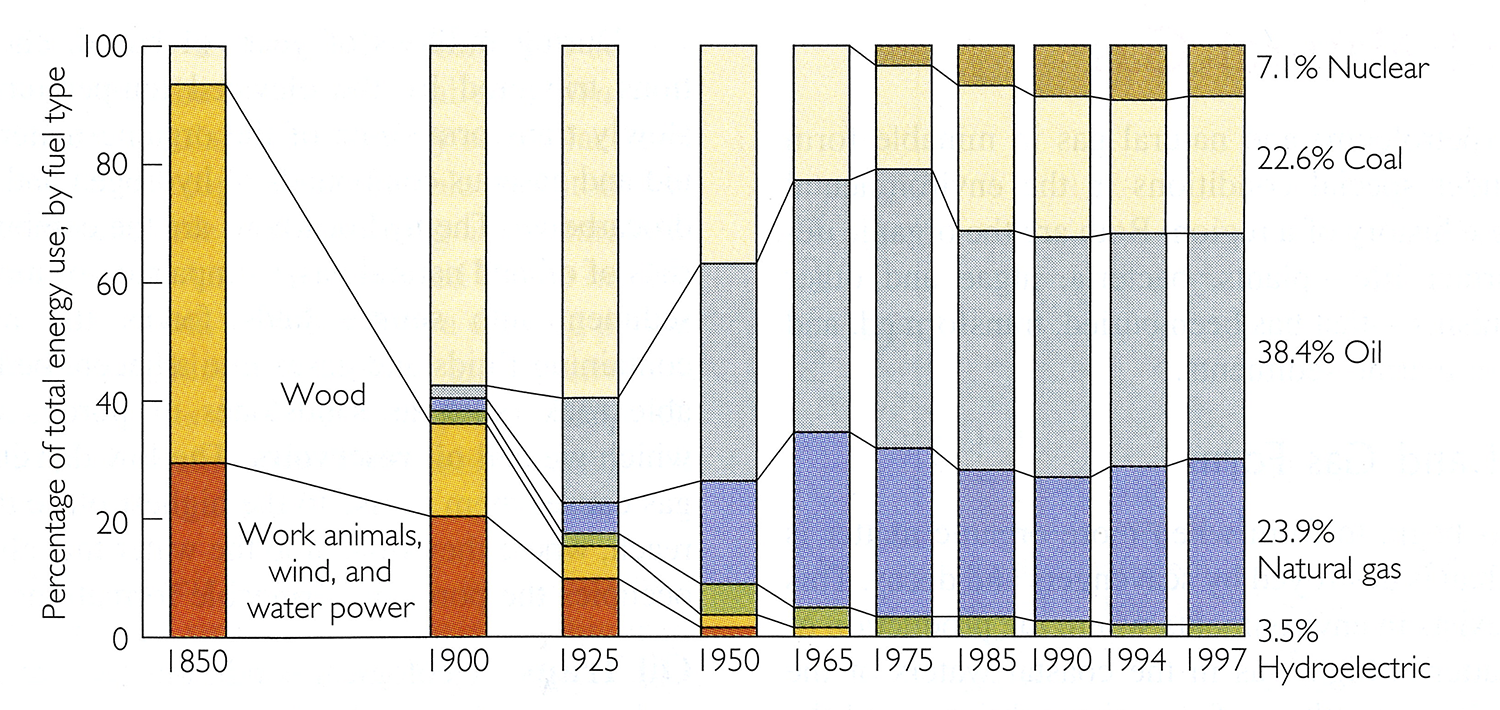 Percentage of total energy use, by fuel type
100
80
60
40
20
0
Wood
Work animals,
wind, and
water power
7.1% Nuclear
22.6% Coal
38.4% Oil
23.9%
Natural gas
3.5%
Hydroelectric
1850
1900
1925
1950
1965
1975
1985
1990
1994
1997